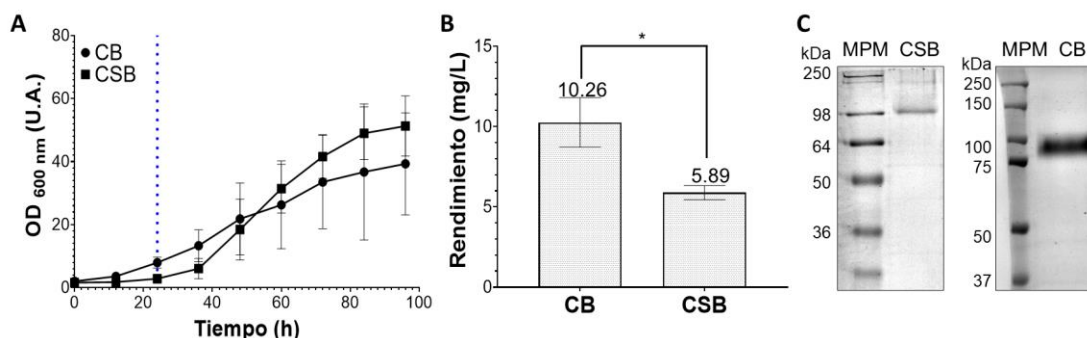 A
OD 600 nm (U.A.)
80
60
40
20
0
CB
CSB
0 20 40 60 80 100
Tiempo (h)
B
Rendimiento (mg/L)
15
10
5
0
*
10.26
5.89
CB CSB
C
kDa MPM CSB
250
98
64
50
36
kDa MPM CB
250
150
100
75
50
37